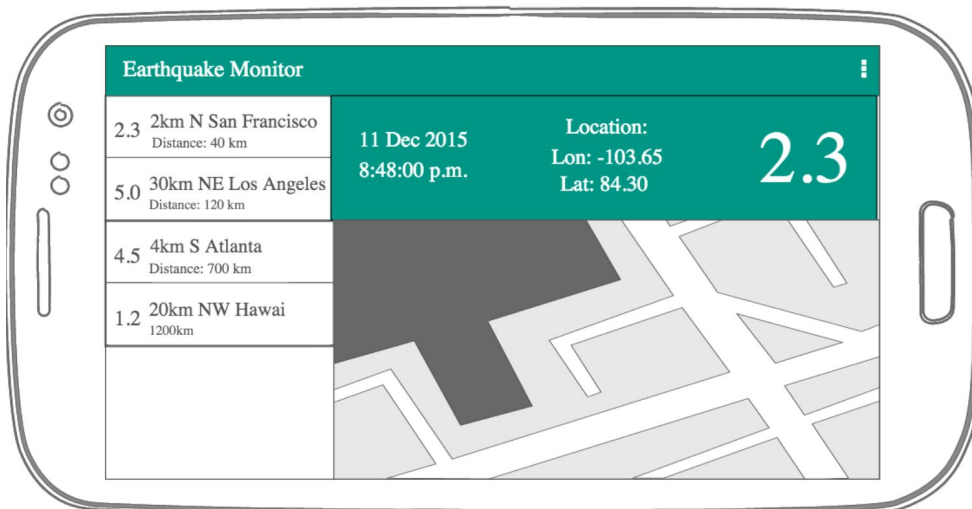 Earthquake Monitor
2.3
2km N San Francisco
Distance: 40 km
5.0
30km NE Los Angeles
Distance: 120 km
4.5
4km S Atlanta
Distance: 700 km
1.2
20km NW Hawai
1200km
11 Dec 2015
8:48:00 p.m.
Location:
Lon: -103.65
Lat: 84.30
2.3